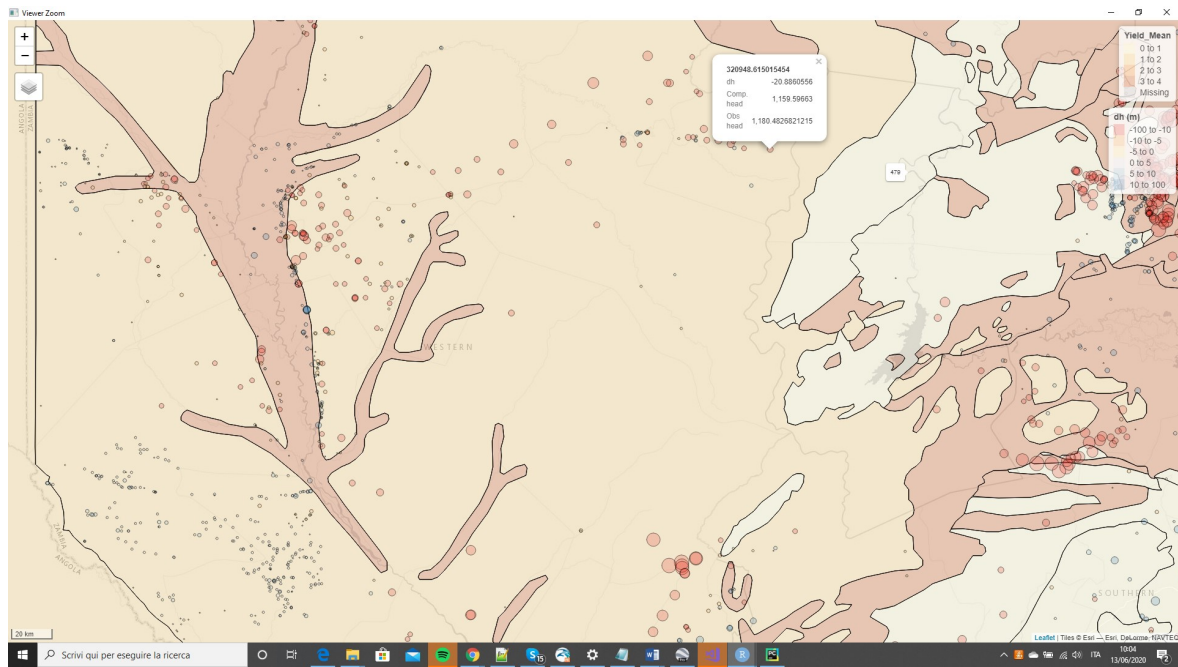 Viewer Zoom
+
−
ANGOLA
ZAMBIA
320948.615015454
×
dh -20.8860556
Comp. head 1,159.59663
Obs head 1,180.4826821215
479
Yield_Mean
0 to 1
1 to 2
2 to 3
3 to 4
Missing
dh (m)
-100 to -10
-10 to -5
-5 to 0
0 to 5
5 to 10
10 to 100
WESTERN
ZAMBIA
ANGOLA
SOUTHERN
20 km
Leaflet | Tiles © Esri — Esri, DeLorme, NAVTEQ
Scrivi qui per eseguire la ricerca
15
ITA
10:04
13/06/2020
2